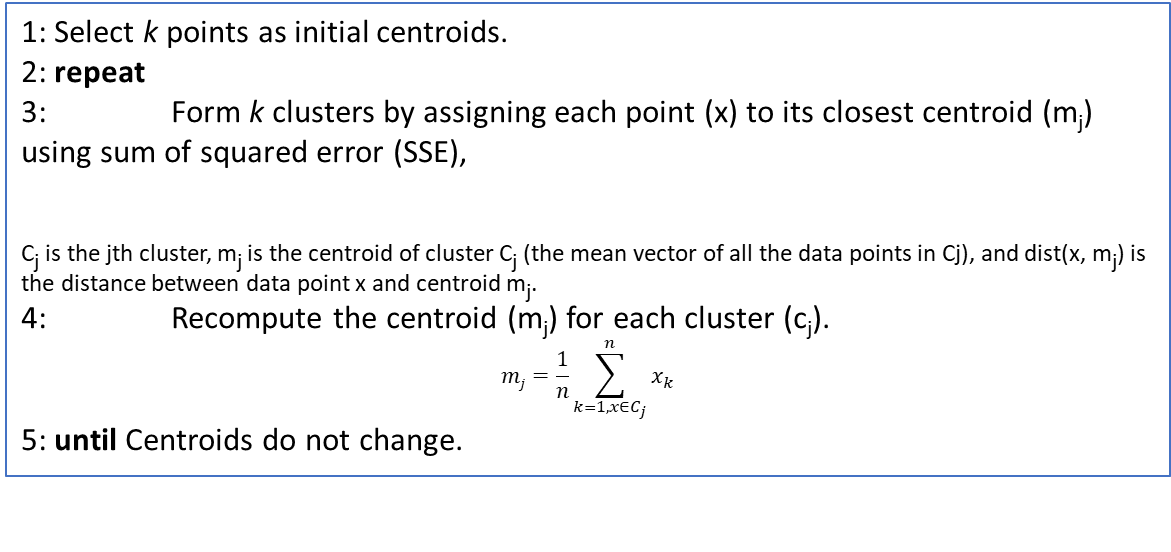 1: Select k points as initial centroids.
2: repeat
3: Form k clusters by assigning each point (x) to its closest centroid (mj)
using sum of squared error (SSE),
Cj is the jth cluster, mj is the centroid of cluster Cj (the mean vector of all the data points in Cj), and dist(x, mj) is
the distance between data point x and centroid mj.
4: Recompute the centroid (mj) for each cluster (cj).
mj = 1/n ∑ n k=1,x∈Cj xk
5: until Centroids do not change.